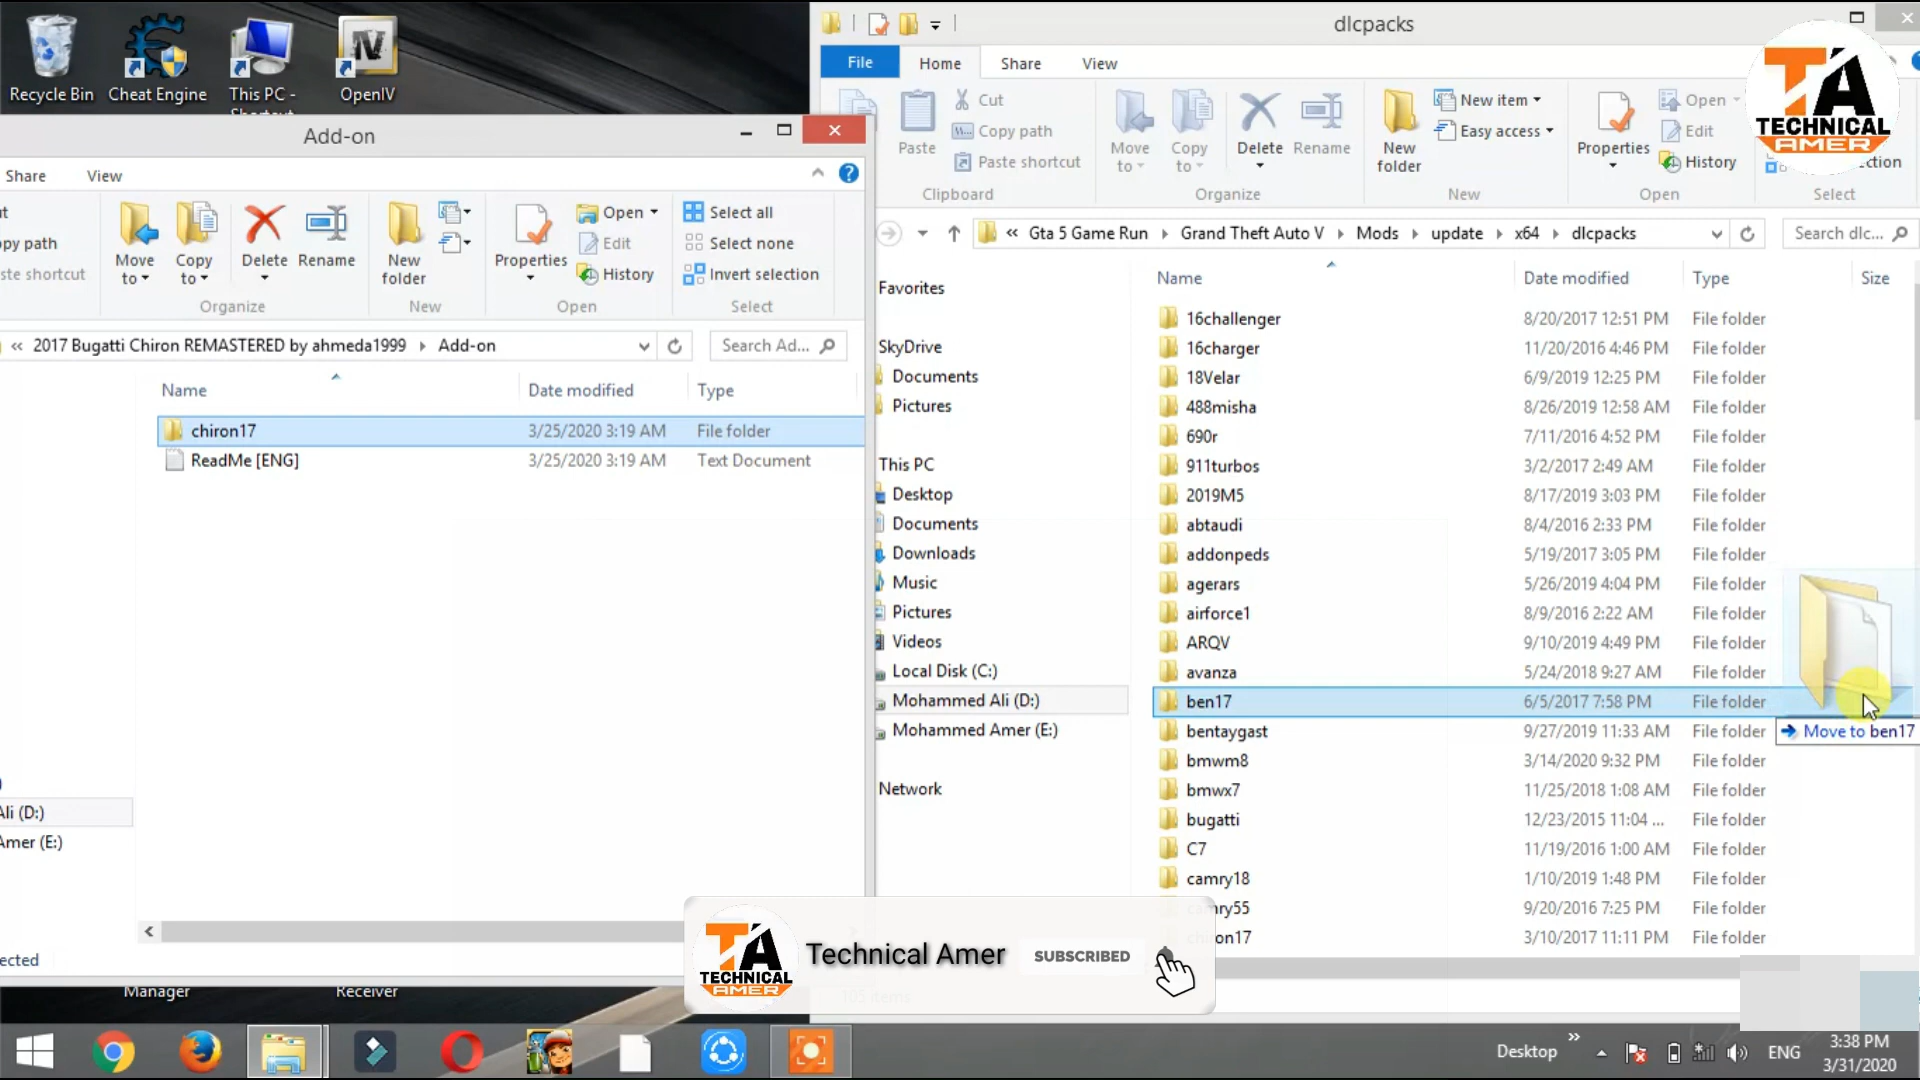 Recycle Bin
Cheat Engine
This PC -
Shortcut
OpenIV
Add-on
Share
View
py path
ste shortcut
Move
to
Copy
to
Delete
Rename
Organize
New
folder
New
Properties
Open
Edit
History
Open
Select all
Select none
Invert selection
Select
« 2017 Bugatti Chiron REMASTERED by ahmeda1999
Add-on
Search Ad...
Name
Date modified
Type
chiron17
3/25/2020 3:19 AM
File folder
ReadMe [ENG]
3/25/2020 3:19 AM
Text Document
Ali (D:)
Amer (E:)
ected
Manager
Receiver
dlcpacks
File
Home
Share
View
Paste
Cut
Copy path
Paste shortcut
Clipboard
Move
to
Copy
to
Delete
Rename
Organize
New
folder
New item
Easy access
New
Properties
Open
Edit
History
Open
ction
Select
TA
TECHNICAL
AMER
« Gta 5 Game Run
Grand Theft Auto V
Mods
update
x64
dlcpacks
Search dlc...
Favorites
SkyDrive
Documents
Pictures
This PC
Desktop
Documents
Downloads
Music
Pictures
Videos
Local Disk (C:)
Mohammed Ali (D:)
Mohammed Amer (E:)
Network
Name Date modified Type Size
16challenger 8/20/2017 12:51 PM File folder
16charger 11/20/2016 4:46 PM File folder
18Velar 6/9/2019 12:25 PM File folder
488misha 8/26/2019 12:58 AM File folder
690r 7/11/2016 4:52 PM File folder
911turbos 3/2/2017 2:49 AM File folder
2019M5 8/17/2019 3:03 PM File folder
abtaudi 8/4/2016 2:33 PM File folder
addonpeds 5/19/2017 3:05 PM File folder
agerars 5/26/2019 4:04 PM File folder
airforce1 8/9/2016 2:22 AM File folder
ARQV 9/10/2019 4:49 PM File folder
avanza 5/24/2018 9:27 AM File folder
ben17 6/5/2017 7:58 PM File folder
Move to ben17
bentaygast 9/27/2019 11:33 AM File folder
bmwm8 3/14/2020 9:32 PM File folder
bmwx7 11/25/2018 1:08 AM File folder
bugatti 12/23/2015 11:04 ... File folder
C7 11/19/2016 1:00 AM File folder
camry18 1/10/2019 1:48 PM File folder
camry55 9/20/2016 7:25 PM File folder
chiron17 3/10/2017 11:11 PM File folder
TA
TECHNICAL
AMER
Technical Amer
SUBSCRIBED
Desktop
ENG
3:38 PM
3/31/2020